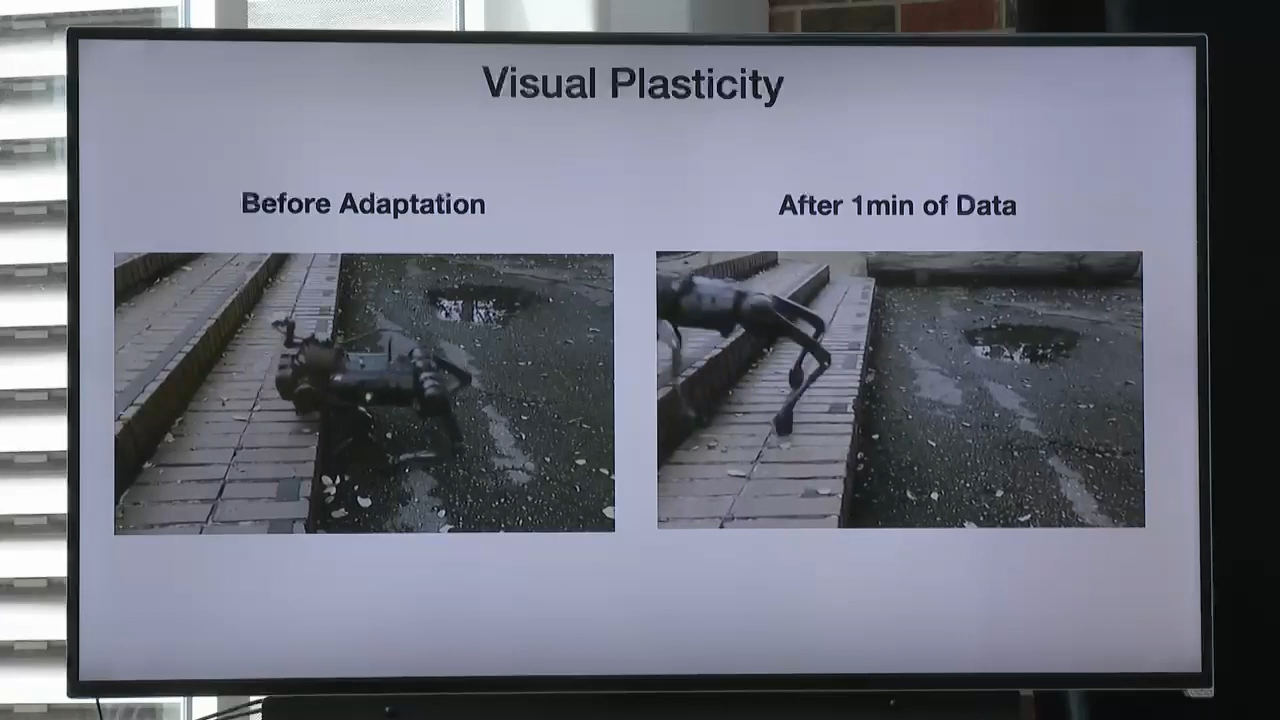 Visual Plasticity
Before Adaptation
After 1min of Data